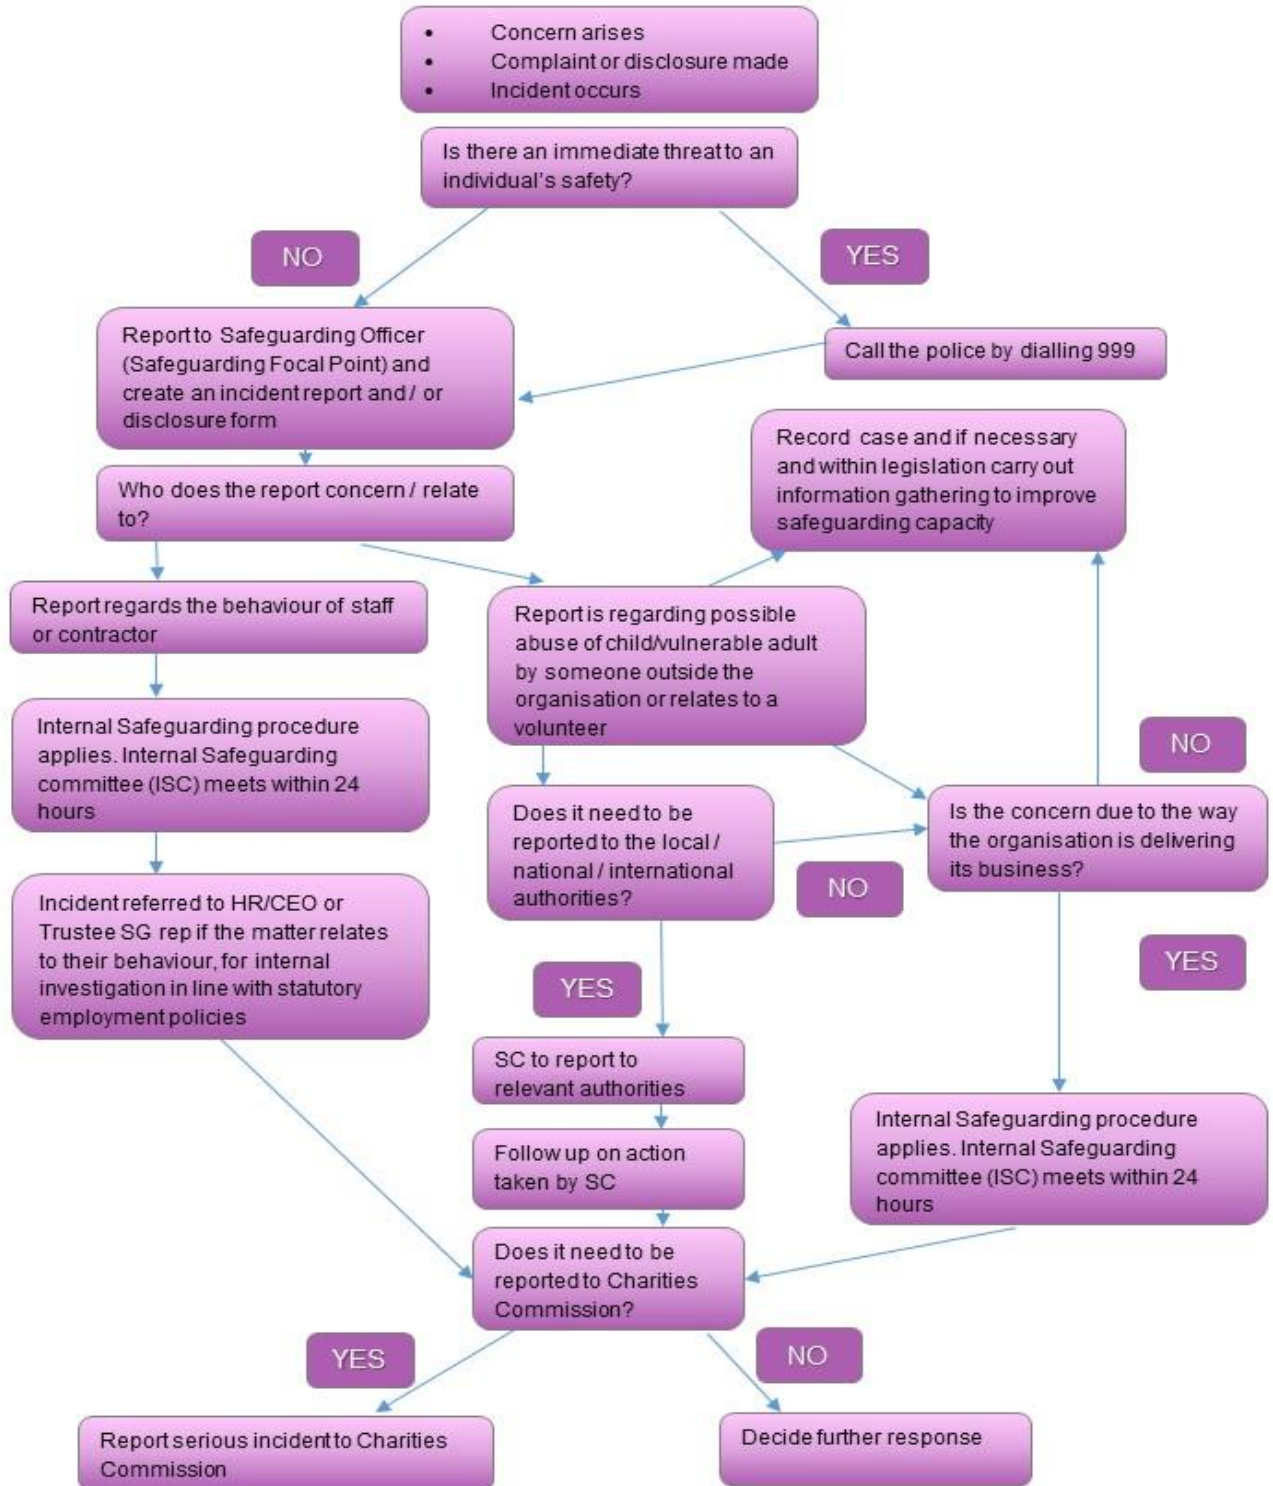 • Concern arises
• Complaint or disclosure made
• Incident occurs
Is there an immediate threat to an
individual's safety?
NO
YES
Report to Safeguarding Officer
(Safeguarding Focal Point) and
create an incident report and / or
disclosure form
Call the police by dialling 999
Record case and if necessary
and within legislation carry out
information gathering to improve
safeguarding capacity
Who does the report concern / relate
to?
Report regards the behaviour of staff
or contractor
Report is regarding possible
abuse of child/vulnerable adult
by someone outside the
organisation or relates to a
volunteer
Internal Safeguarding procedure
applies. Internal Safeguarding
committee (ISC) meets within 24
hours
NO
Does it need to be
reported to the local /
national / international
authorities?
Is the concern due to the way
the organisation is delivering
its business?
NO
Incident referred to HR/CEO or
Trustee SG rep if the matter relates
to their behaviour, for internal
investigation in line with statutory
employment policies
YES
YES
SC to report to
relevant authorities
Internal Safeguarding procedure
applies. Internal Safeguarding
committee (ISC) meets within 24
hours
Follow up on action
taken by SC
Does it need to be
reported to Charities
Commission?
YES
NO
Report serious incident to Charities
Commission
Decide further response